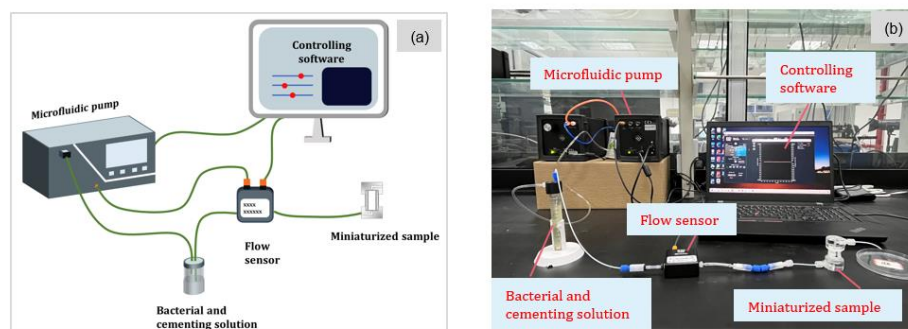 (a)
Controlling
software
Microfluidic pump
XXXX
XXXXXX
Flow
sensor
Miniaturized sample
Bacterial and
cementing solution
(b)
Microfluidic pump
Controlling
software
Flow sensor
Bacterial and
cementing solution
Miniaturized sample